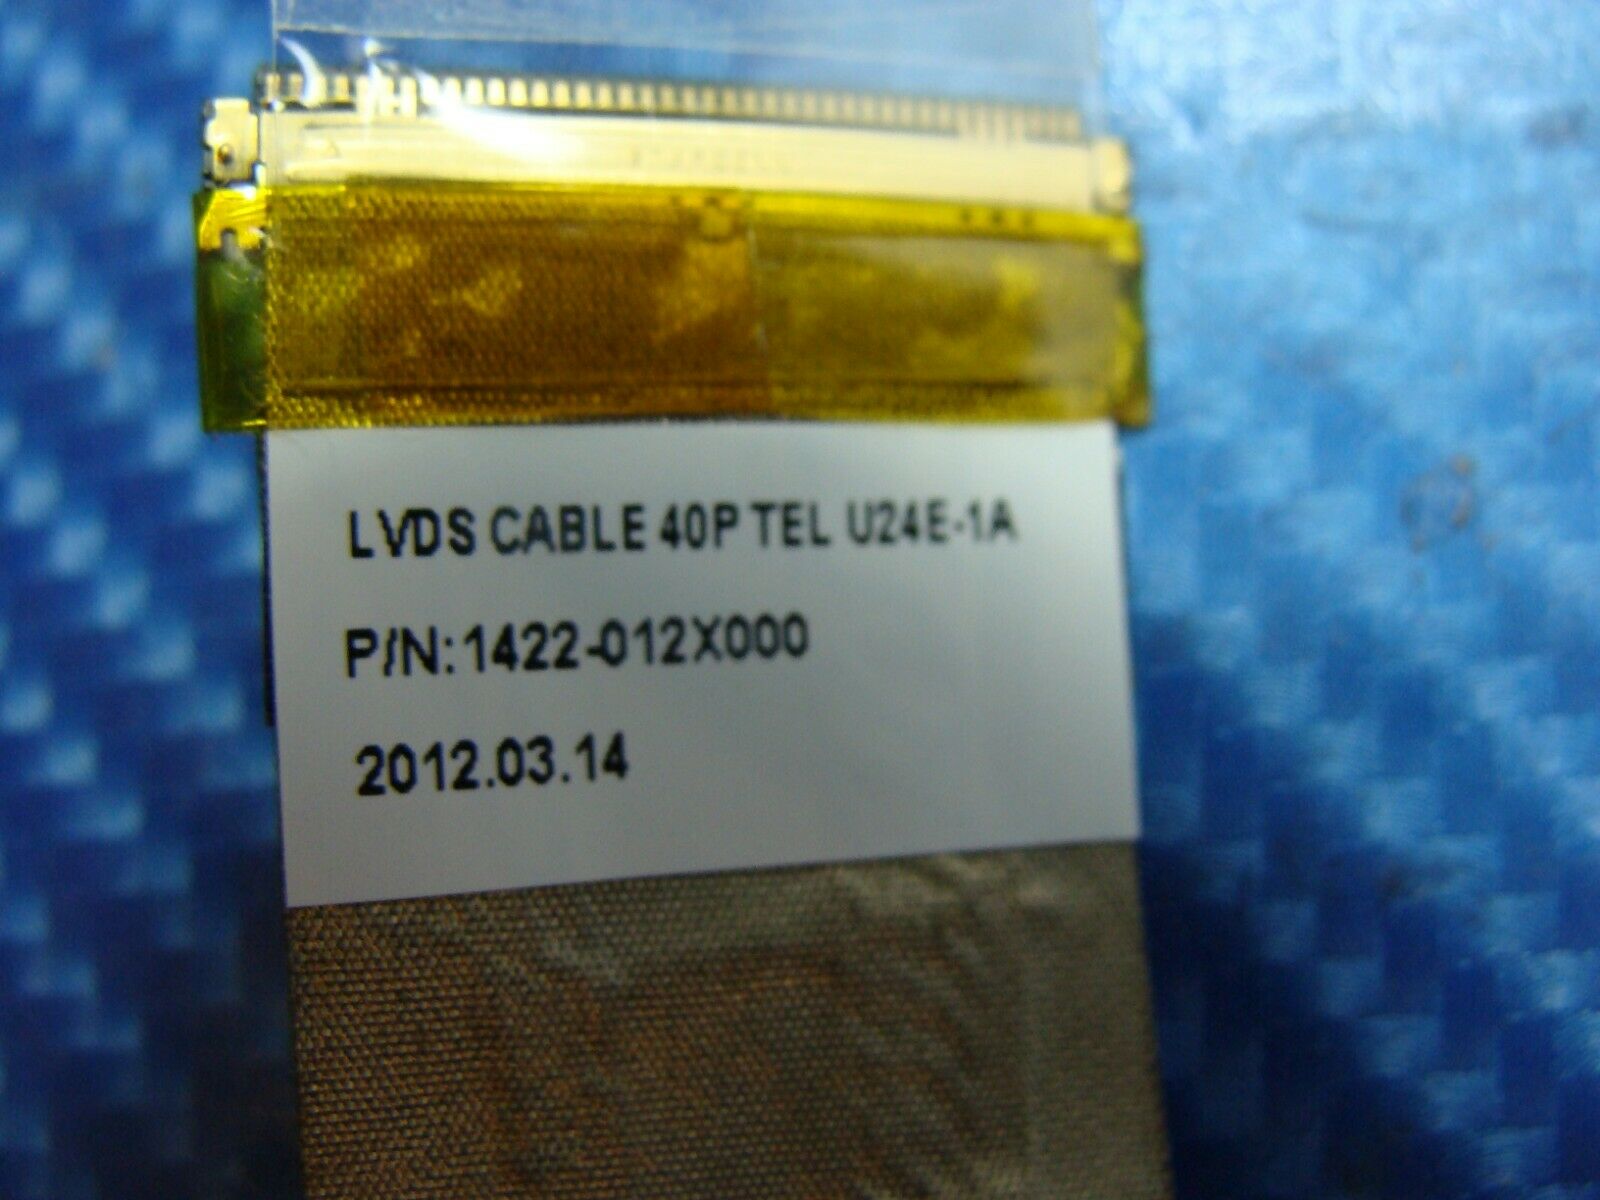 LVDS CABLE 40P TEL U24E-1A
P/N:1422-012X000
2012.03.14